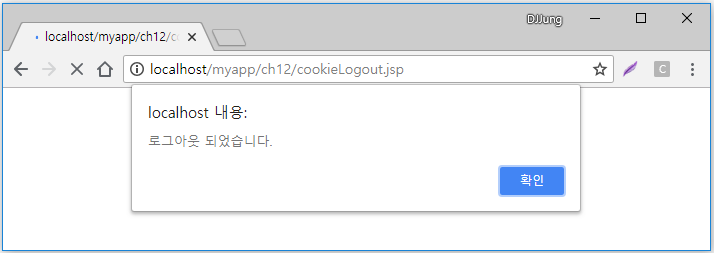 DJJung
localhost/myapp/ch12/c
localhost/myapp/ch12/cookieLogout.jsp
C
localhost 내용:
로그아웃 되었습니다.
확인